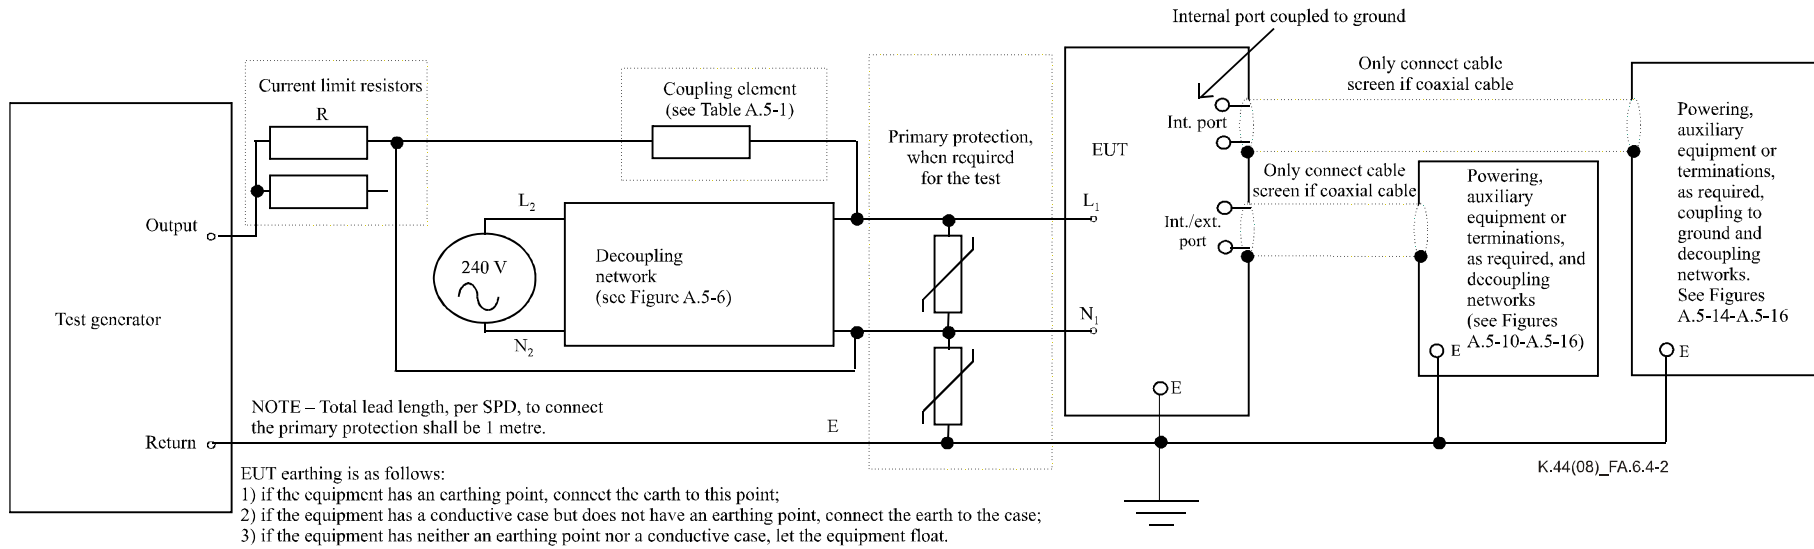 Internal port coupled to ground
Current limit resistors
R
Coupling element
(see Table A.5-1)
Primary protection,
when required
for the test
EUT
Int. port
Only connect cable
screen if coaxial cable
Only connect cable
screen if coaxial cable
Powering,
auxiliary
equipment or
terminations,
as required,
coupling to
ground and
decoupling
networks.
See Figures
A.5-14-A.5-16
Powering,
auxiliary
equipment or
terminations,
as required, and
decoupling
networks
(see Figures
A.5-10-A.5-16)
Int./ext.
port
Output
L2
240 V
N2
Decoupling
network
(see Figure A.5-6)
L1
N1
Test generator
E
E
E
NOTE – Total lead length, per SPD, to connect
the primary protection shall be 1 metre.
E
Return
K.44(08)_FA.6.4-2
EUT earthing is as follows:
1) if the equipment has an earthing point, connect the earth to this point;
2) if the equipment has a conductive case but does not have an earthing point, connect the earth to the case;
3) if the equipment has neither an earthing point nor a conductive case, let the equipment float.